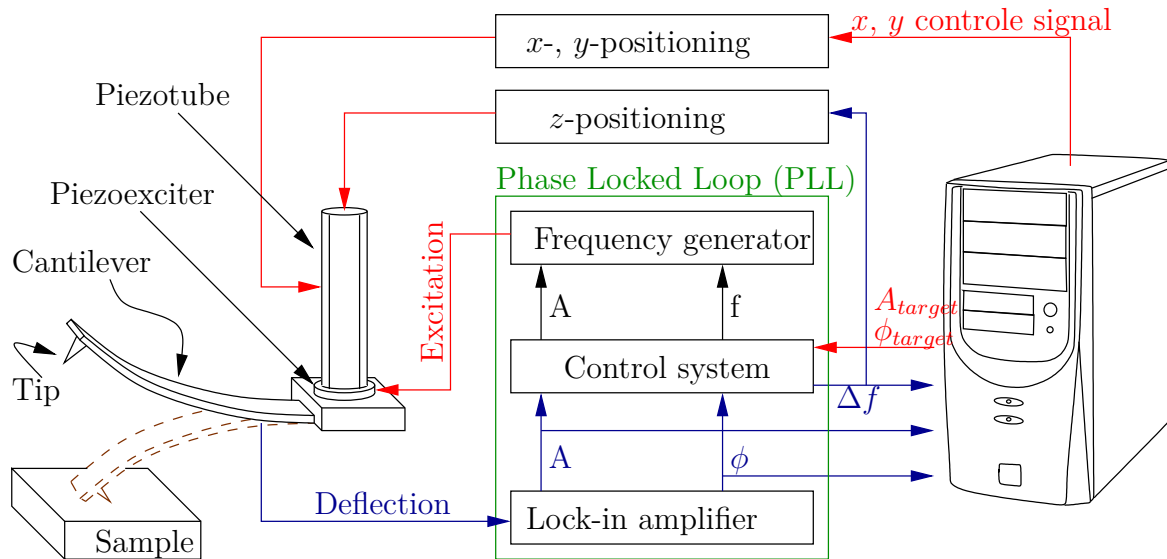 x, y controle signal
x-, y-positioning
Piezotube
z-positioning
Phase Locked Loop (PLL)
Piezoexciter
Frequency generator
Cantilever
Excitation
A
f
A_target
ϕ_target
Tip
Control system
Δf
A
ϕ
Deflection
Lock-in amplifier
Sample